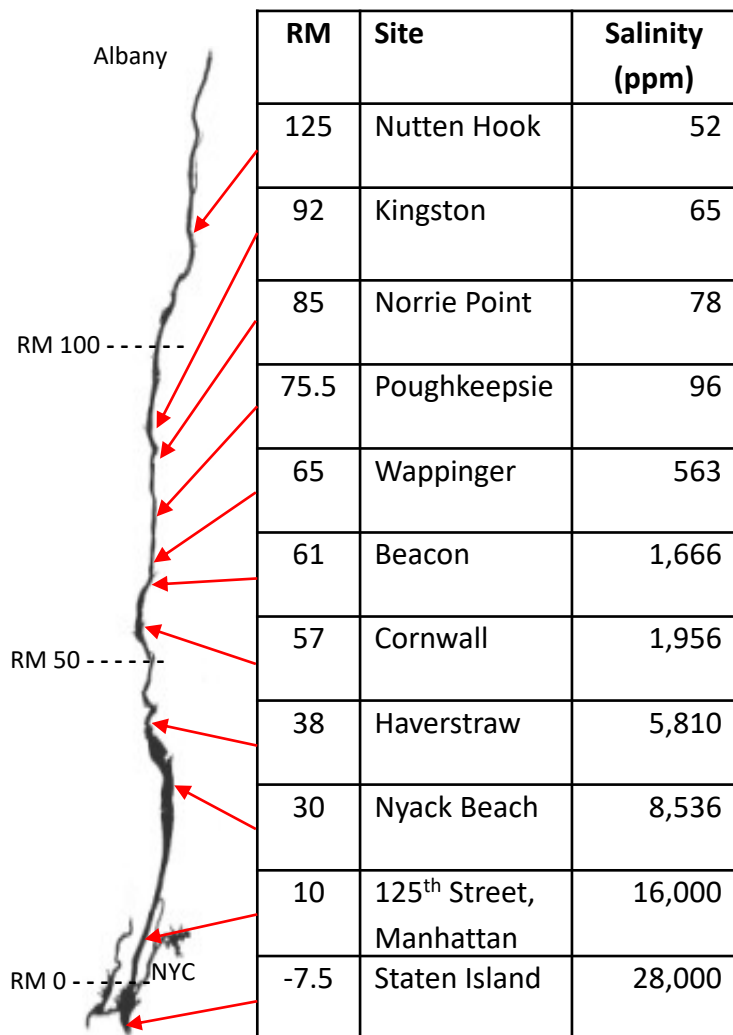 Albany
RM 100 - - - - - - -
RM 50 - - - - - - -
RM 0 - - - - - - -
NYC
RM Site Salinity (ppm)
125 Nutten Hook 52
92 Kingston 65
85 Norrie Point 78
75.5 Poughkeepsie 96
65 Wappinger 563
61 Beacon 1,666
57 Cornwall 1,956
38 Haverstraw 5,810
30 Nyack Beach 8,536
10 125th Street, Manhattan 16,000
-7.5 Staten Island 28,000